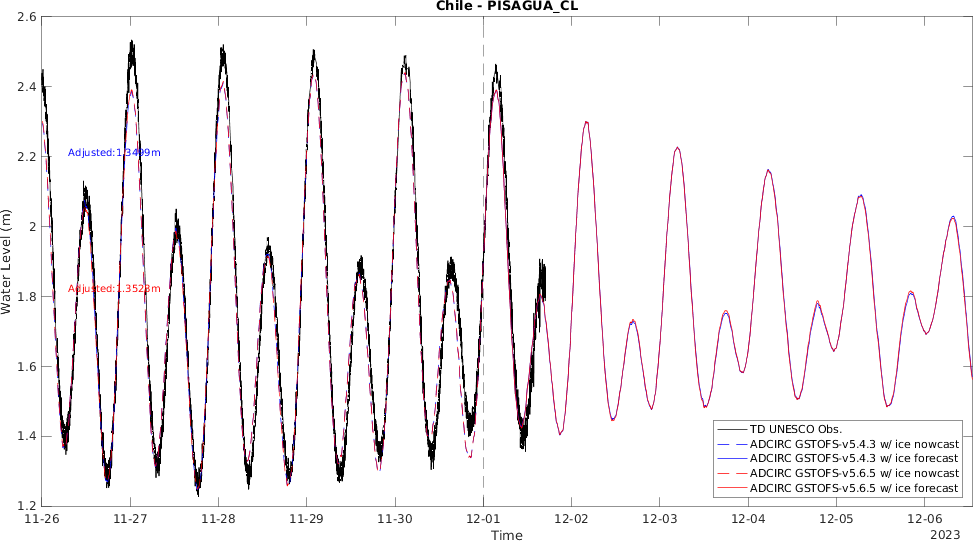 Chile - PISAGUA_CL
Water Level (m)
2.6
2.4
2.2
2
1.8
1.6
1.4
1.2
Adjusted:1.3499m
Adjusted:1.3523m
TD UNESCO Obs.
ADCIRC GSTOFS-v5.4.3 w/ ice nowcast
ADCIRC GSTOFS-v5.4.3 w/ ice forecast
ADCIRC GSTOFS-v5.6.5 w/ ice nowcast
ADCIRC GSTOFS-v5.6.5 w/ ice forecast
11-26 11-27 11-28 11-29 11-30 12-01 12-02 12-03 12-04 12-05 12-06
Time 2023